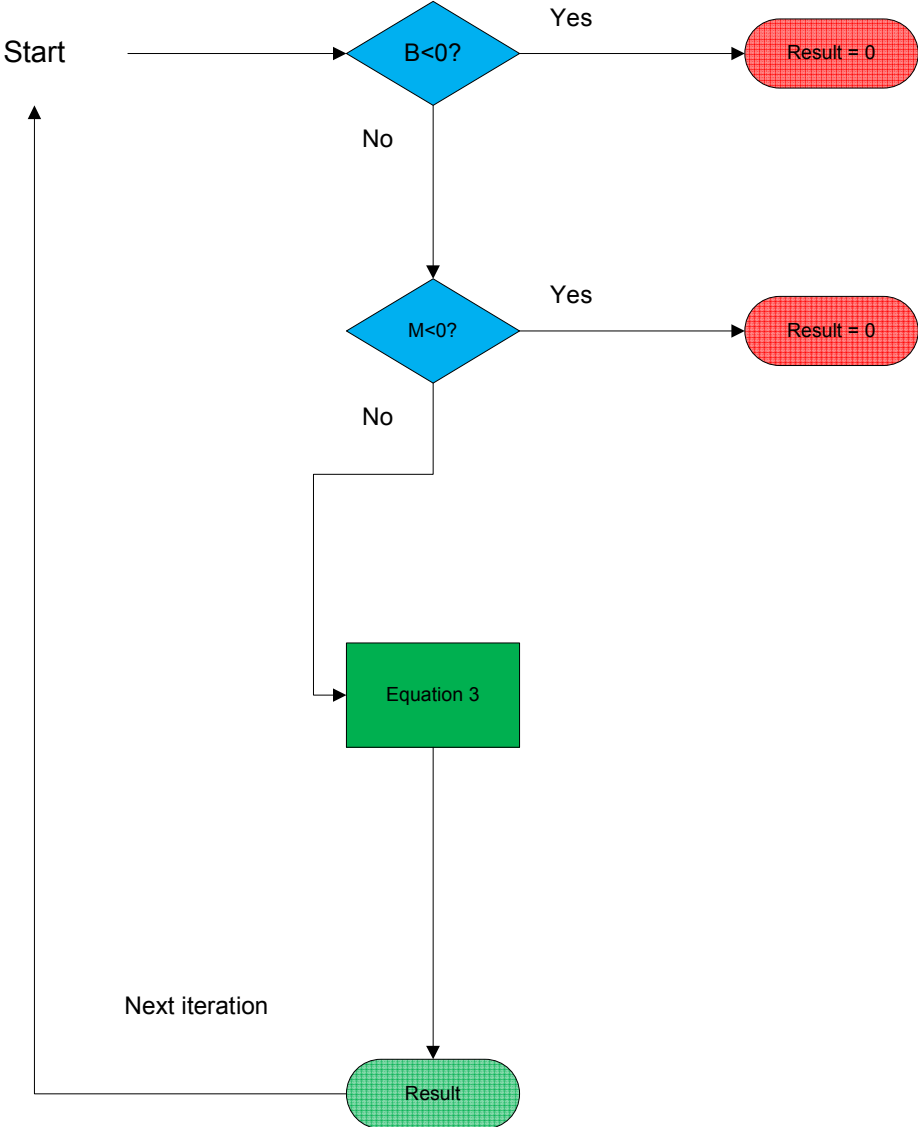 Start
B<0?
Yes
Result = 0
No
M<0?
Yes
Result = 0
No
Equation 3
Next iteration
Result